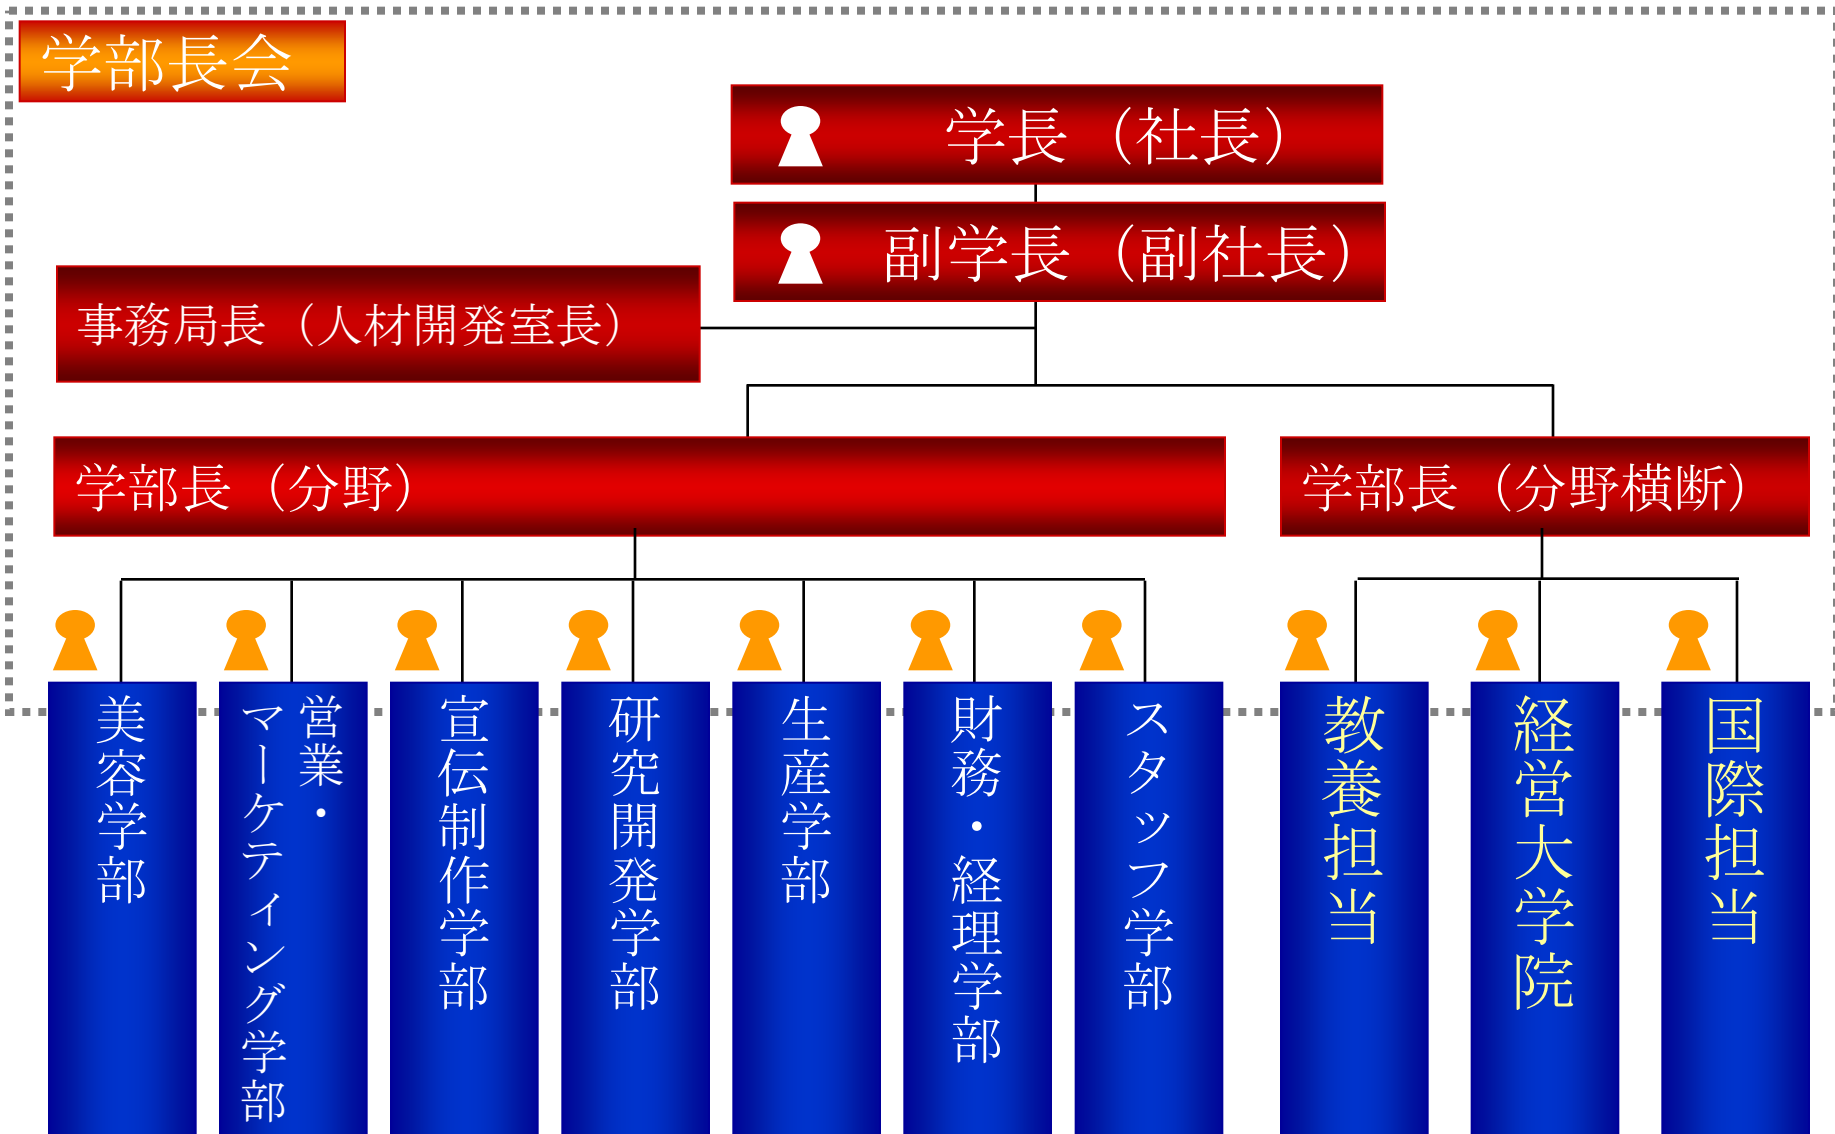 学部長会
学長（社長）
副学長（副社長）
事務局長（人材開発室長）
学部長（分野）
学部長（分野横断）
美容学部
営業・
マーケティング学部
宣伝制作学部
研究開発学部
生産学部
財務・経理学部
スタッフ学部
教養担当
経営大学院
国際担当